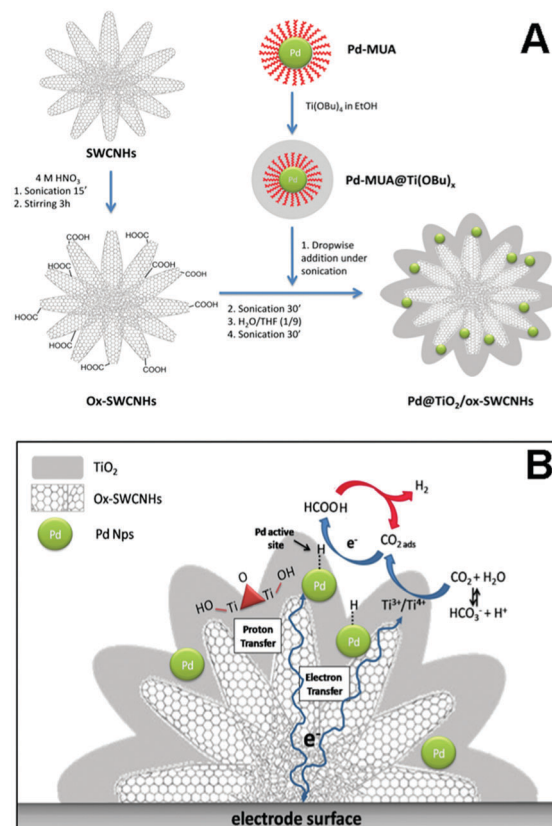 A
Pd
Pd-MUA
SWCNHs
Ti(OBu)₄ in EtOH
4 M HNO₃
1. Sonication 15′
2. Stirring 3h
Pd
Pd-MUA@Ti(OBu)ₓ
1. Dropwise
addition under
sonication
HOOC
COOH
HOOC
COOH
COOH
HOOC
COOH
HOOC
COOH
HOOC
COOH
2. Sonication 30′
3. H₂O/THF (1/9)
4. Sonication 30′
Ox-SWCNHs
Pd@TiO₂/ox-SWCNHs
B
TiO₂
Ox-SWCNHs
Pd
Pd Nps
H₂
HCOOH
Pd active
site
e⁻
CO₂ ads
H
O
OH
Ti
HO
Ti
Pd
CO₂ + H₂O
HCO₃⁻ + H⁺
Ti³⁺/Ti⁴⁺
H
Proton
Transfer
Pd
Pd
Electron
Transfer
e⁻
Pd
electrode surface